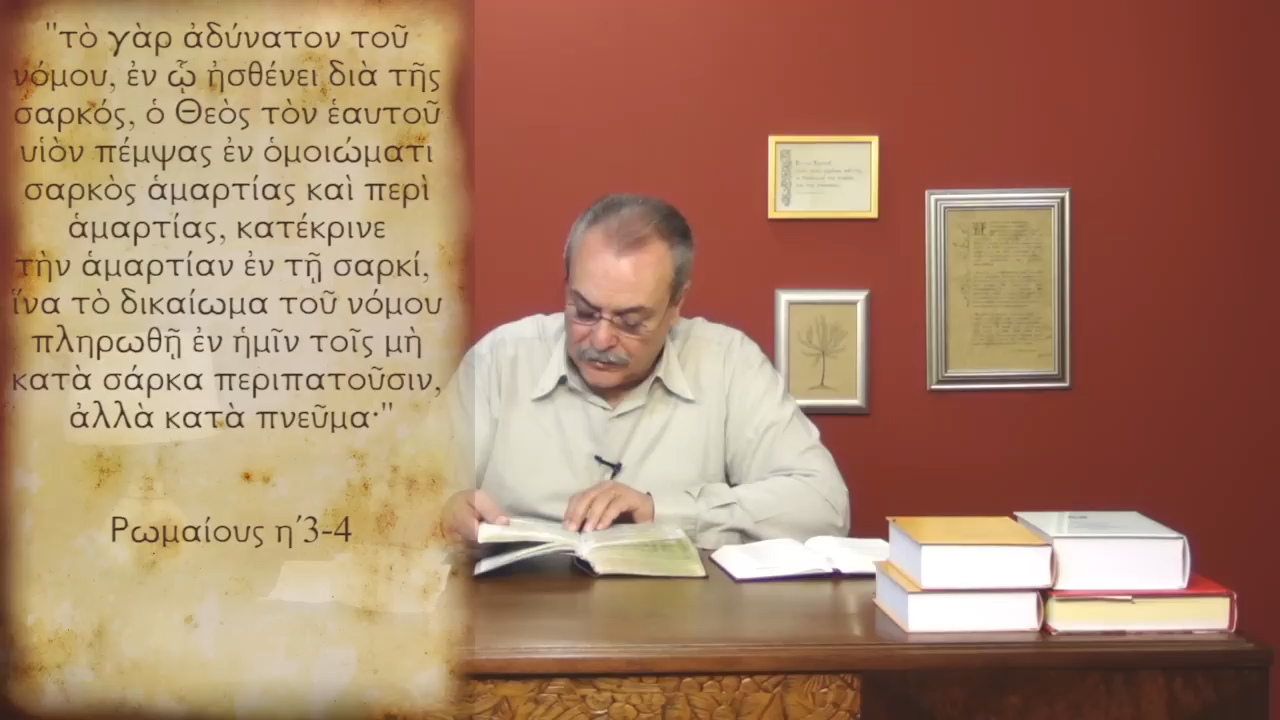 "τὸ γὰρ ἀδύνατον τοῦ
νόμου, ἐν ᾧ ἠσθένει διὰ τῆς
σαρκός, ὁ Θεὸς τὸν ἑαυτοῦ
υἱὸν πέμψας ἐν ὁμοιώματι
σαρκὸς ἁμαρτίας καὶ περὶ
ἁμαρτίας, κατέκρινε
τὴν ἁμαρτίαν ἐν τῇ σαρκί,
ἵνα τὸ δικαίωμα τοῦ νόμου
πληρωθῇ ἐν ἡμῖν τοῖς μὴ
κατὰ σάρκα περιπατοῦσιν,
ἀλλὰ κατὰ πνεῦμα·"
Ρωμαίους η΄3-4